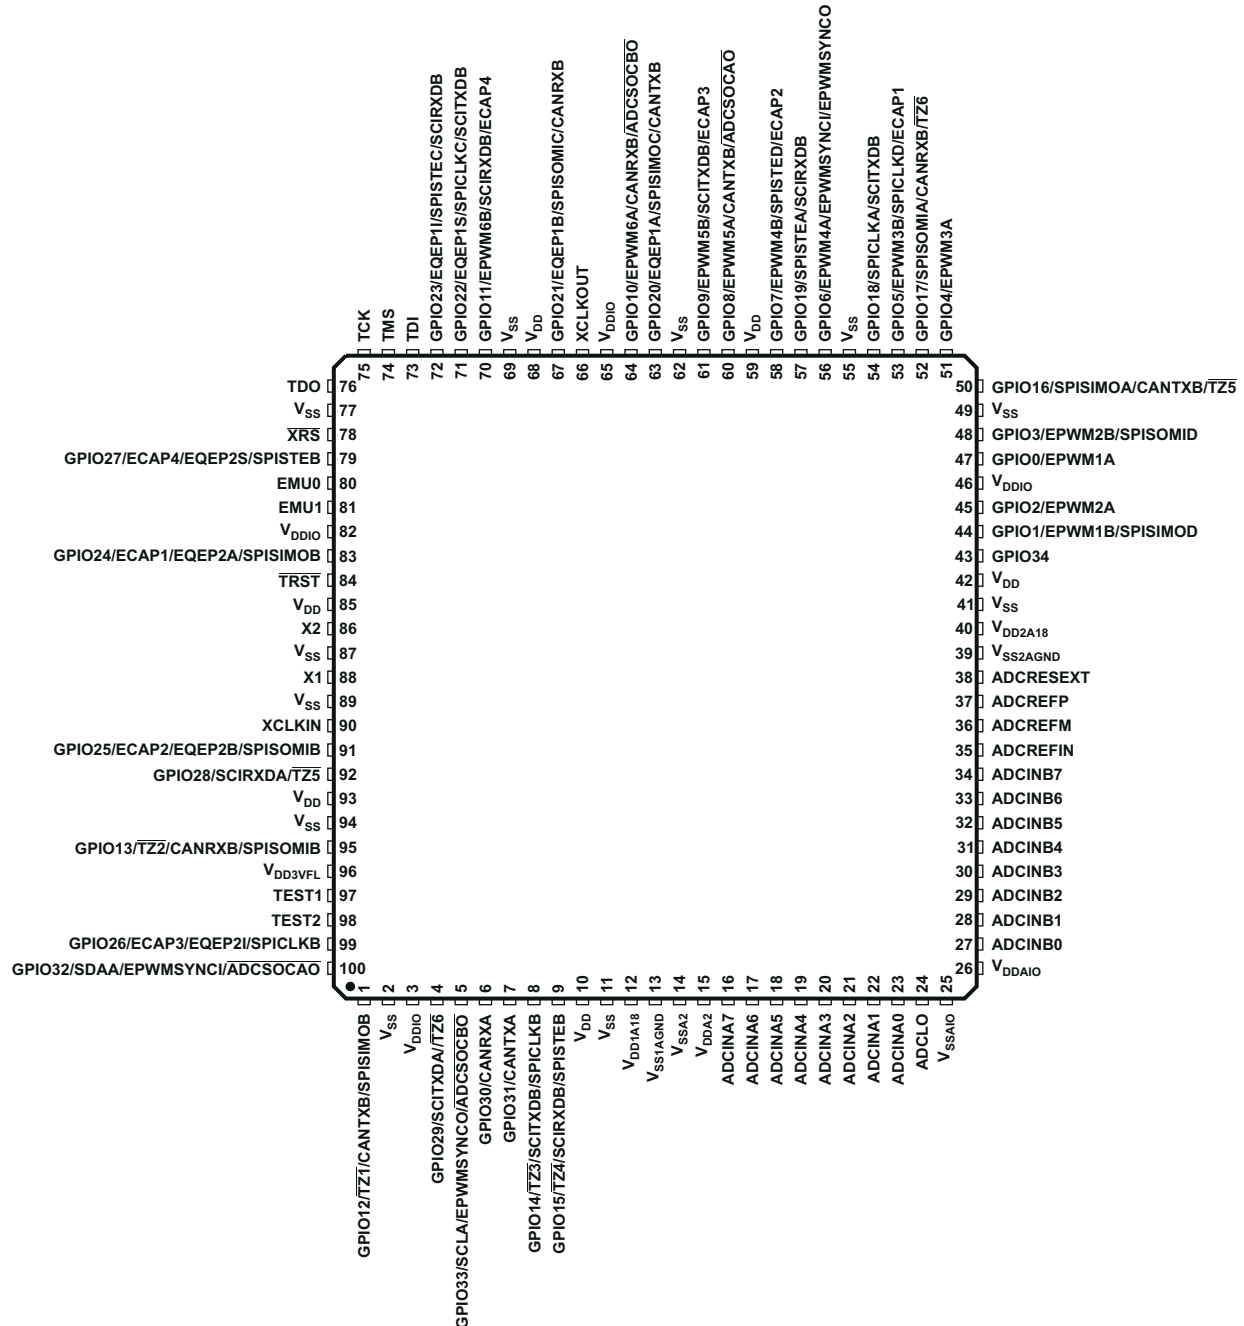 75 TCK
74 TMS
73 TDI
72 GPIO23/EQEP1I/SPISTEC/SCIRXDB
71 GPIO22/EQEP1S/SPICLKC/SCITXDB
70 GPIO11/EPWM6B/SCIRXDB/ECAP4
69 VSS
68 VDD
67 GPIO21/EQEP1B/SPISOMIC/CANRXB
66 XCLKOUT
65 VDDIO
64 GPIO10/EPWM6A/CANRXB/ADCSOCBO
63 GPIO20/EQEP1A/SPISIMOC/CANTXB
62 VSS
61 GPIO9/EPWM5B/SCITXDB/ECAP3
60 GPIO8/EPWM5A/CANTXB/ADCSOCAO
59 VDD
58 GPIO7/EPWM4B/SPISTED/ECAP2
57 GPIO19/SPISTEA/SCIRXDB
56 GPIO6/EPWM4A/EPWMSYNCI/EPWMSYNCO
55 VSS
54 GPIO18/SPICLKA/SCITXDB
53 GPIO5/EPWM3B/SPICLKD/ECAP1
52 GPIO17/SPISOMIA/CANRXB/TZ6
51 GPIO4/EPWM3A
TDO 76
VSS 77
XRS 78
GPIO27/ECAP4/EQEP2S/SPISTEB 79
EMU0 80
EMU1 81
VDDIO 82
GPIO24/ECAP1/EQEP2A/SPISIMOB 83
TRST 84
VDD 85
X2 86
VSS 87
X1 88
VSS 89
XCLKIN 90
GPIO25/ECAP2/EQEP2B/SPISOMIB 91
GPIO28/SCIRXDA/TZ5 92
VDD 93
VSS 94
GPIO13/TZ2/CANRXB/SPISOMIB 95
VDD3VFL 96
TEST1 97
TEST2 98
GPIO26/ECAP3/EQEP2I/SPICLKB 99
GPIO32/SDAA/EPWMSYNCI/ADCSOCAO 100
50 GPIO16/SPISIMOA/CANTXB/TZ5
49 VSS
48 GPIO3/EPWM2B/SPISOMID
47 GPIO0/EPWM1A
46 VDDIO
45 GPIO2/EPWM2A
44 GPIO1/EPWM1B/SPISIMOD
43 GPIO34
42 VDD
41 VSS
40 VDD2A18
39 VSS2AGND
38 ADCRESEXT
37 ADCREFP
36 ADCREFM
35 ADCREFIN
34 ADCINB7
33 ADCINB6
32 ADCINB5
31 ADCINB4
30 ADCINB3
29 ADCINB2
28 ADCINB1
27 ADCINB0
26 VDDAIO
GPIO12/TZ1/CANTXB/SPISIMOB 1
VSS 2
VDDIO 3
GPIO29/SCITXDA//TZ6 4
GPIO33/SCLA/EPWMSYNCO/ADCSOCBO 5
GPIO30/CANRXA 6
GPIO31/CANTXA 7
GPIO14/TZ3/SCITXDB/SPICLKB 8
GPIO15/TZ4/SCIRXDB/SPISTEB 9
VDD 10
VSS 11
VDD1A18 12
VSS1AGND 13
VSSA2 14
VDDA2 15
ADCINA7 16
ADCINA6 17
ADCINA5 18
ADCINA4 19
ADCINA3 20
ADCINA2 21
ADCINA1 22
ADCINA0 23
ADCLO 24
VSSAIO 25